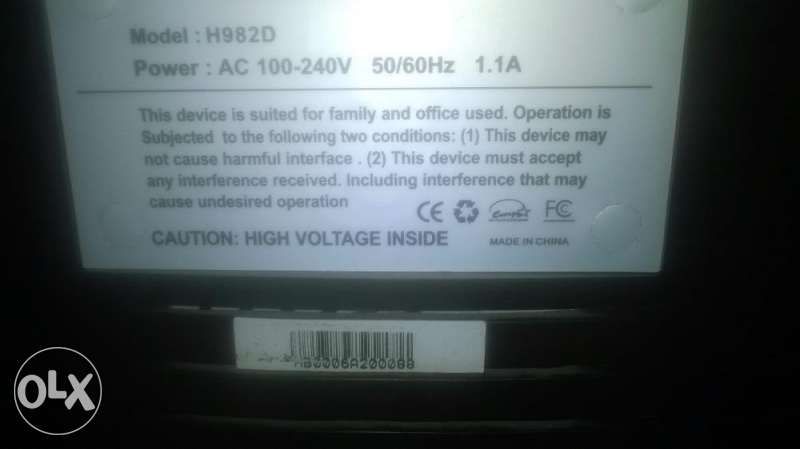 Model : H982D
Power : AC 100-240V 50/60Hz 1.1A
This device is suited for family and office used. Operation is
Subjected to the following two conditions: (1) This device may
not cause harmful interface . (2) This device must accept
any interference received. Including interference that may
cause undesired operation
CE FC
CAUTION: HIGH VOLTAGE INSIDE
MADE IN CHINA
OLX